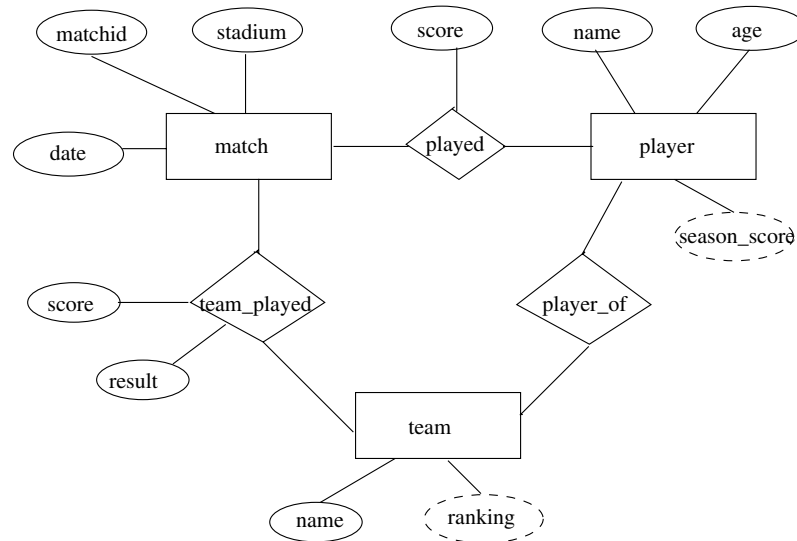 matchid
stadium
score
name
age
date
match
played
player
season_score
score
team_played
player_of
result
team
name
ranking